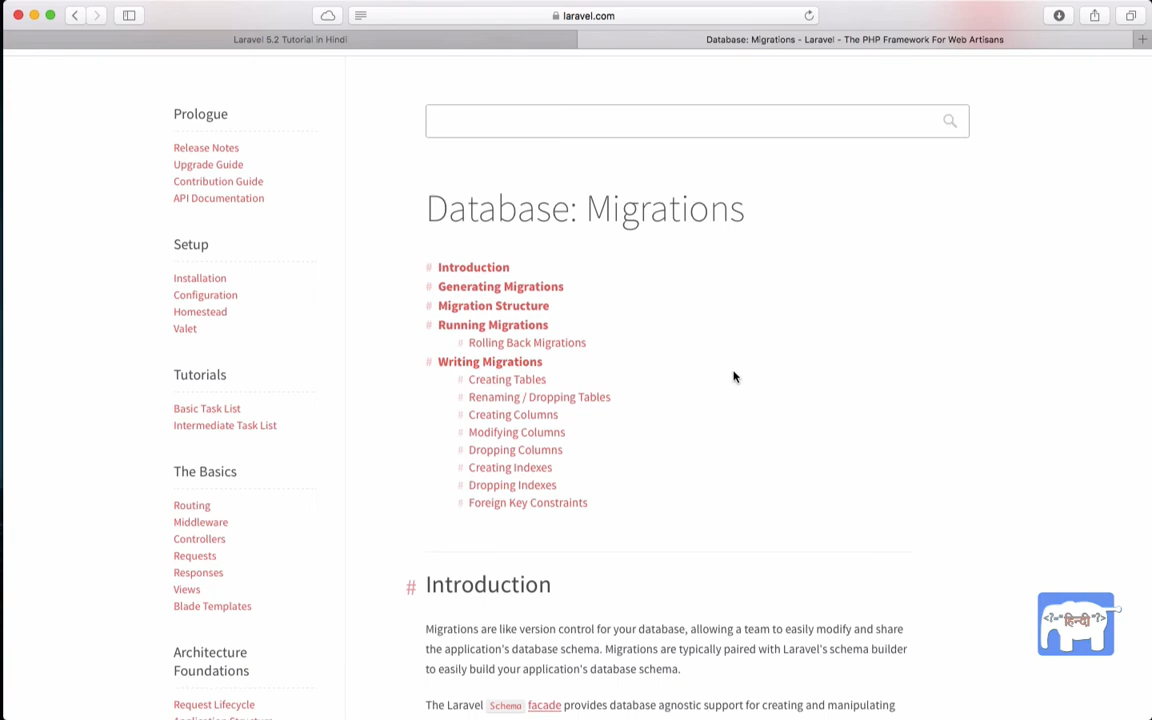 laravel.com
Laravel 5.2 Tutorial in Hindi
Database: Migrations - Laravel - The PHP Framework For Web Artisans
Prologue
Release Notes
Upgrade Guide
Contribution Guide
API Documentation
Setup
Installation
Configuration
Homestead
Valet
Tutorials
Basic Task List
Intermediate Task List
The Basics
Routing
Middleware
Controllers
Requests
Responses
Views
Blade Templates
Architecture
Foundations
Request Lifecycle
Database: Migrations
# Introduction
# Generating Migrations
# Migration Structure
# Running Migrations
# Rolling Back Migrations
# Writing Migrations
# Creating Tables
# Renaming / Dropping Tables
# Creating Columns
# Modifying Columns
# Dropping Columns
# Creating Indexes
# Dropping Indexes
# Foreign Key Constraints
# Introduction
Migrations are like version control for your database, allowing a team to easily modify and share
the application's database schema. Migrations are typically paired with Laravel's schema builder
to easily build your application's database schema.
The Laravel Schema facade provides database agnostic support for creating and manipulating
<?="हिन्दी"?>